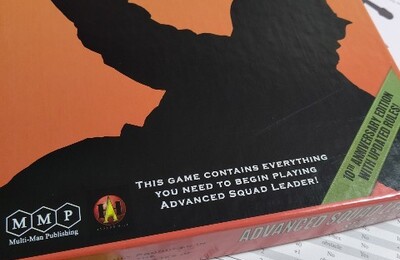 10TH ANNIVERSARY EDITION
WITH UPDATED RULES!
THIS GAME CONTAINS EVERYTHING
YOU NEED TO BEGIN PLAYING
ADVANCED SQUAD LEADER!
MMP
Multi-Man Publishing
ADVANCED SQUAD